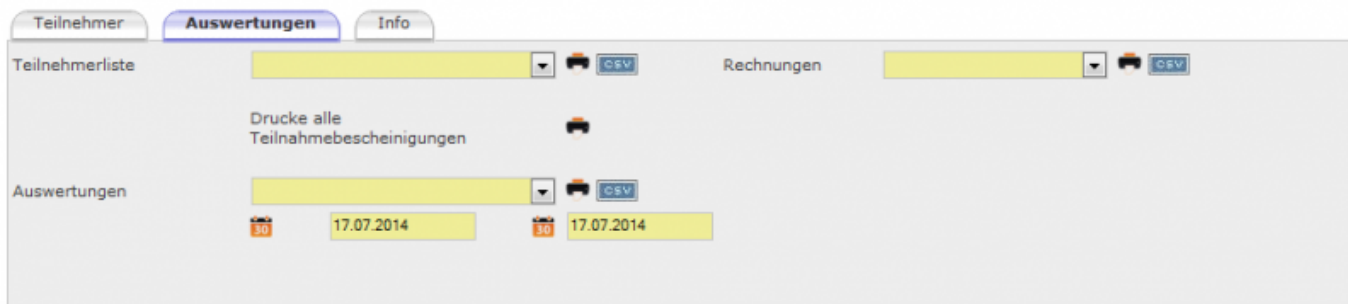 Teilnehmer Auswertungen Info
Teilnehmerliste CSV Rechnungen CSV
Drucke alle
Teilnahmebescheinigungen
Auswertungen CSV
30 17.07.2014 30 17.07.2014